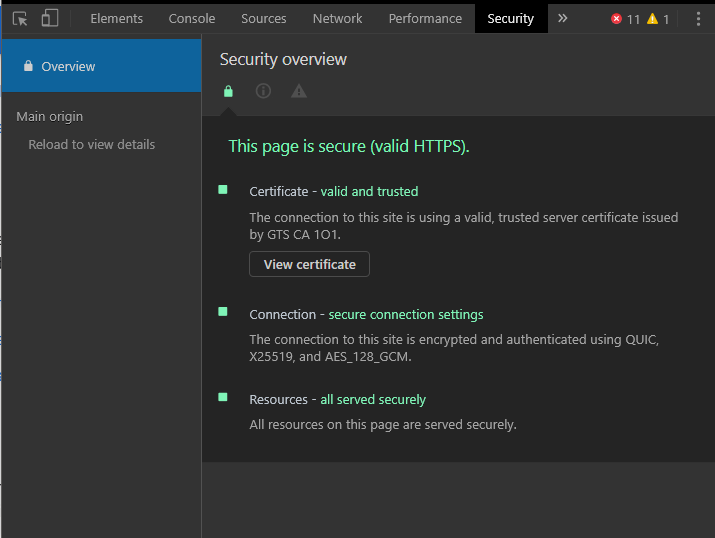 Elements Console Sources Network Performance Security » 11 1
Overview
Main origin
Reload to view details
Security overview
This page is secure (valid HTTPS).
Certificate - valid and trusted
The connection to this site is using a valid, trusted server certificate issued
by GTS CA 1O1.
View certificate
Connection - secure connection settings
The connection to this site is encrypted and authenticated using QUIC,
X25519, and AES_128_GCM.
Resources - all served securely
All resources on this page are served securely.